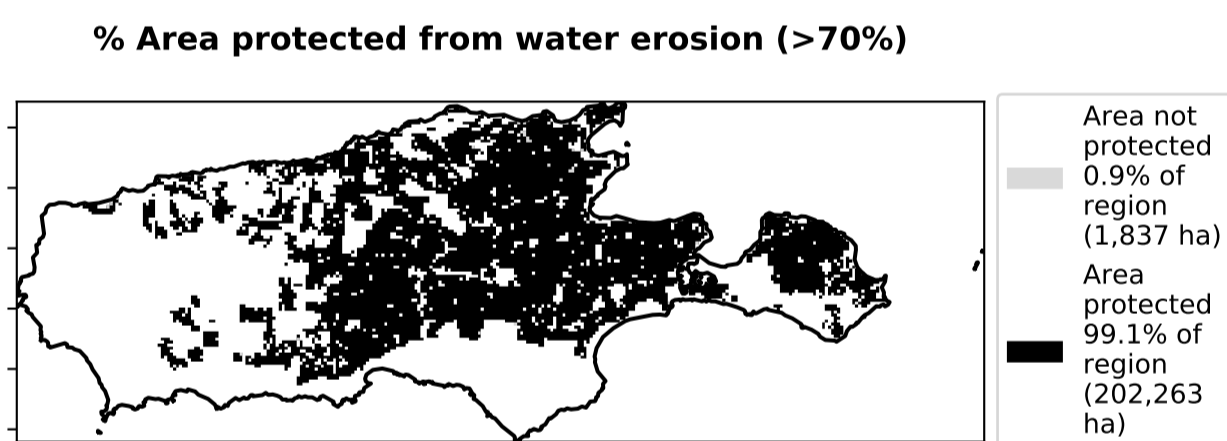 % Area protected from water erosion (>70%)
Area not
protected
0.9% of
region
(1,837 ha)
Area
protected
99.1% of
region
(202,263
ha)